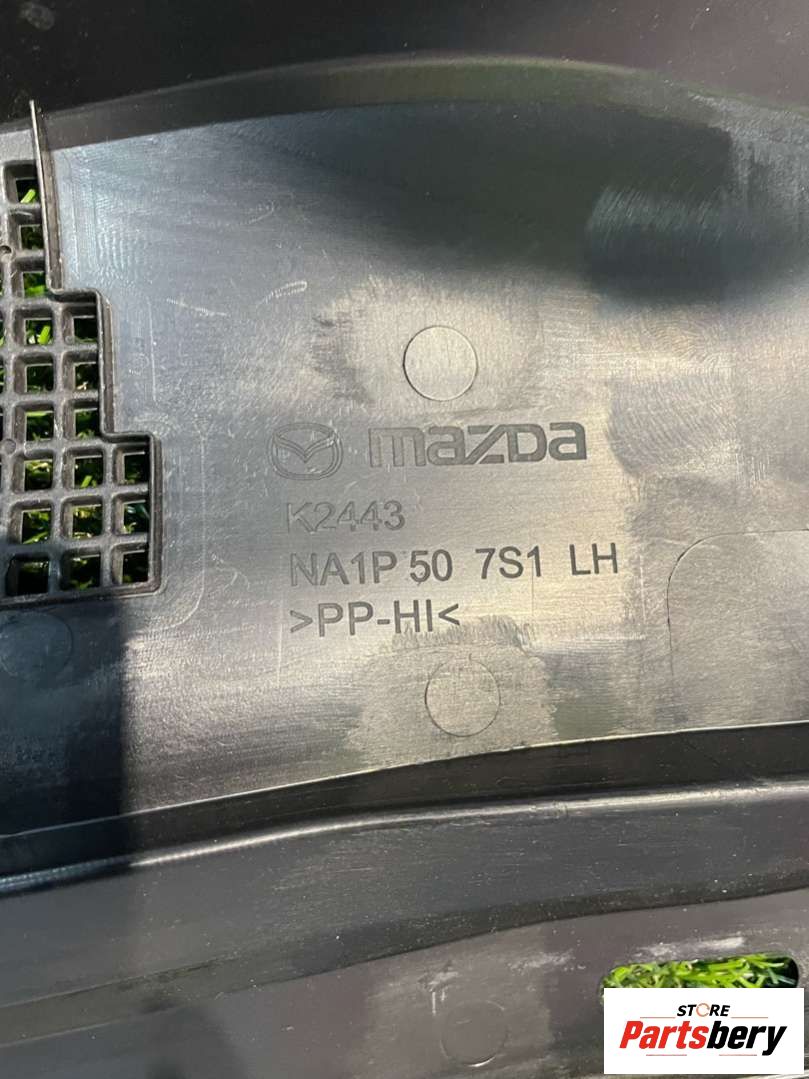 mazda
K2443
NA1P 50 7S1 LH
>PP-HI<
STORE
Partsbery